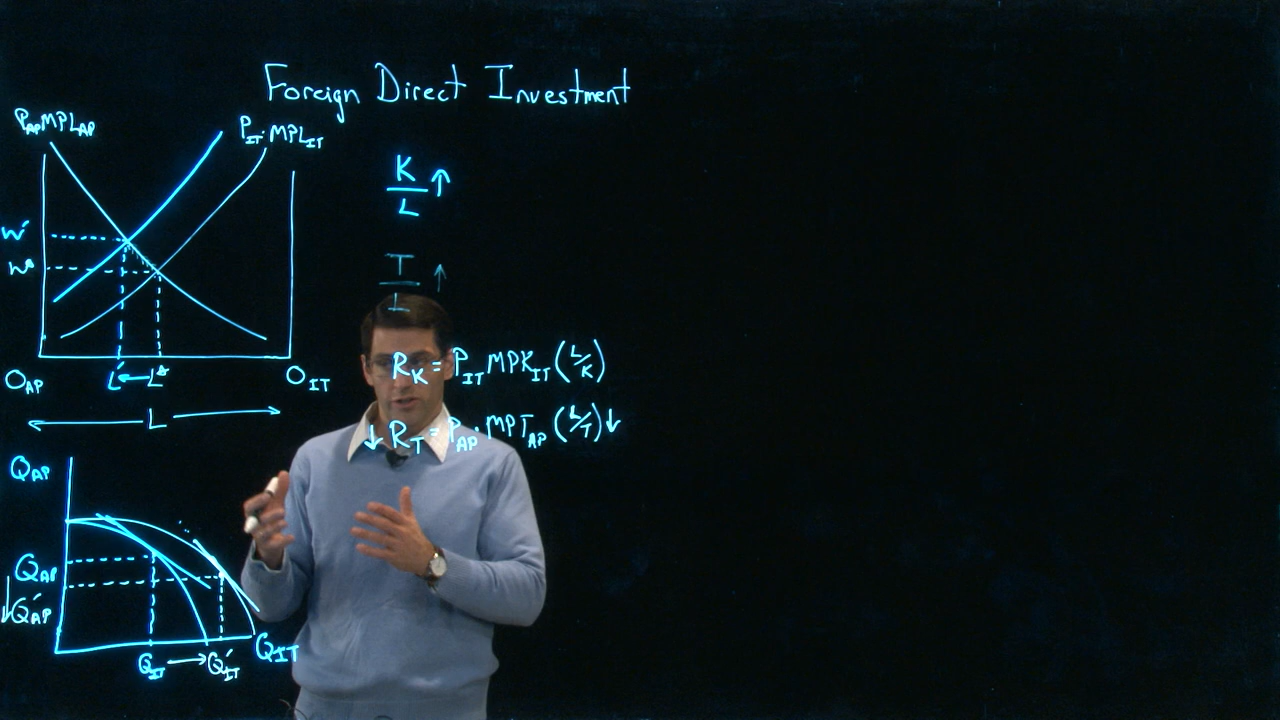 Foreign Direct Investment
P_AP MPL_AP
P_IT · MPL_IT
K/L ↑
W'
W*
T/L ↑
R_K = P_IT MPK_IT (L/K)
O_AP L' ← L* O_IT
← L →
↓ R_T = P_AP · MPT_AP (L/T) ↓
Q_AP
Q_AP
↓ Q'_AP
Q_IT → Q'_IT Q_IT